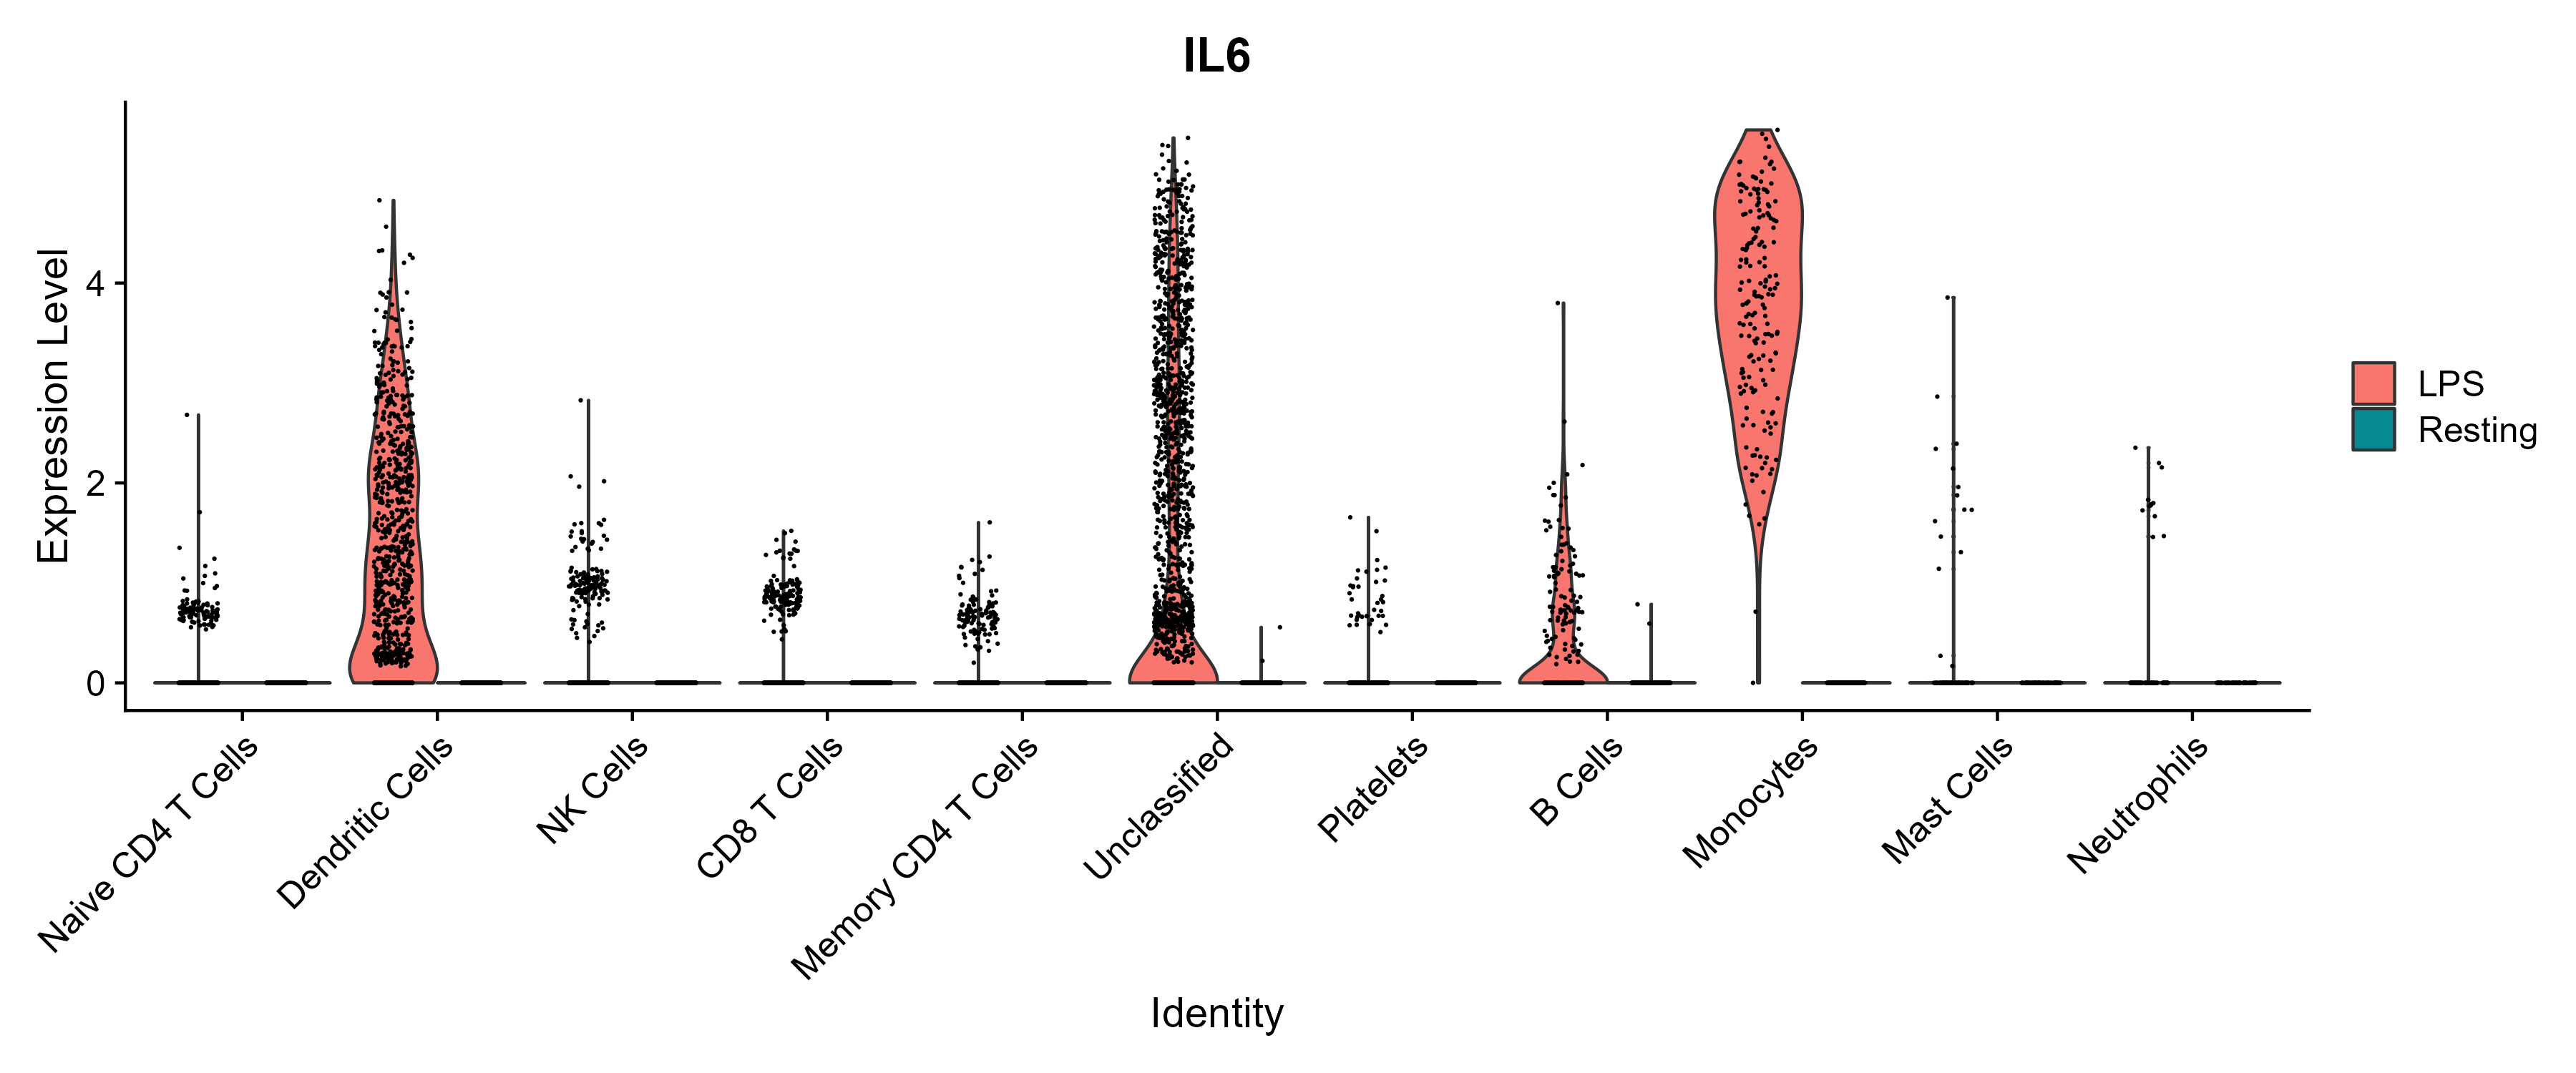 IL6
Expression Level
4
2
0
LPS
Resting
Naive CD4 T Cells
Dendritic Cells
NK Cells
CD8 T Cells
Memory CD4 T Cells
Unclassified
Platelets
B Cells
Monocytes
Mast Cells
Neutrophils
Identity